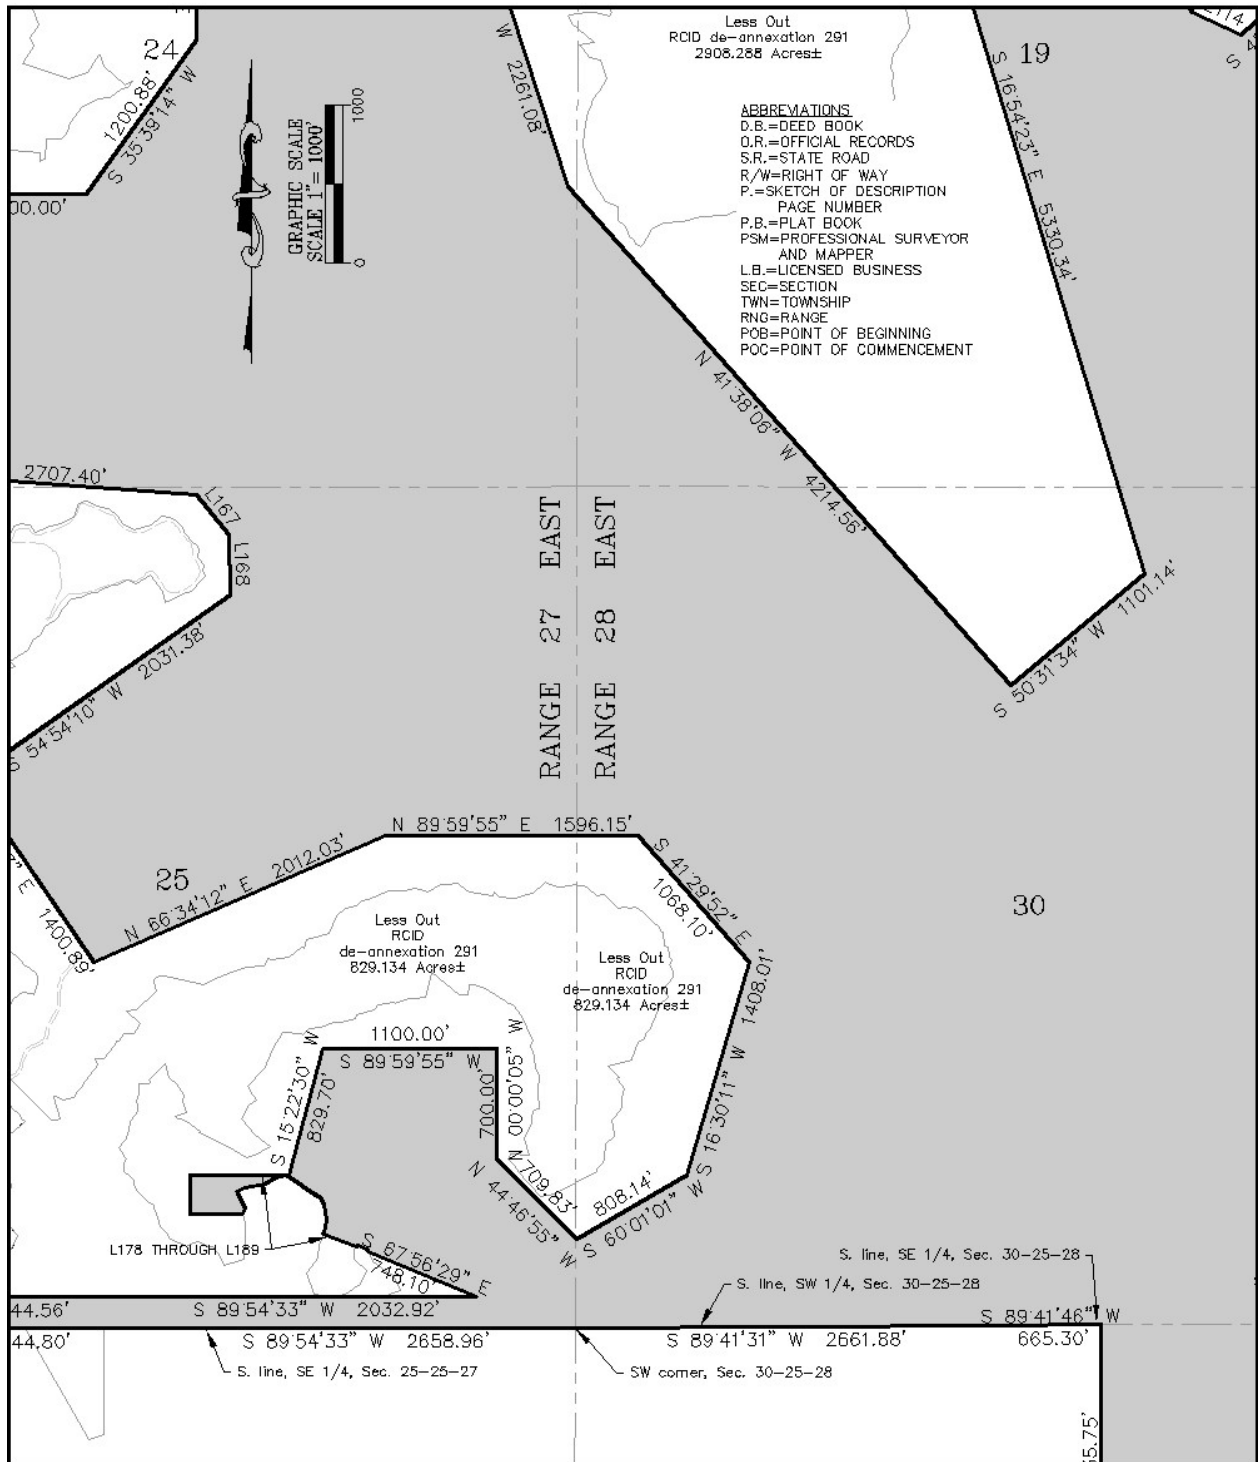 24
1200.88'
S 35°39'14" W
00.00'
GRAPHIC SCALE
SCALE 1"= 1000'
0
1000
W 2261.08'
Less Out
RCID de-annexation 291
2908.288 Acres±
19
2114
S 16°54'23" E 5330.34'
ABBREVIATIONS
D.B.=DEED BOOK
O.R.=OFFICIAL RECORDS
S.R.=STATE ROAD
R/W=RIGHT OF WAY
P.=SKETCH OF DESCRIPTION
PAGE NUMBER
P.B.=PLAT BOOK
PSM=PROFESSIONAL SURVEYOR
AND MAPPER
L.B.=LICENSED BUSINESS
SEC=SECTION
TWN=TOWNSHIP
RNG=RANGE
POB=POINT OF BEGINNING
POC=POINT OF COMMENCEMENT
N 41°38'06" W 4214.56'
2707.40'
L167
L168
S 54°54'10" W 2031.38'
RANGE 27 EAST
RANGE 28 EAST
S 50°31'34" W 1101.14'
N 89°59'55" E 1596.15'
25
N 66°34'12" E 2012.03'
" E 1400.89'
S 41°29'52" E
1068.10'
30
Less Out
RCID
de-annexation 291
829.134 Acres±
Less Out
RCID
de-annexation 291
829.134 Acres±
S 16°30'11" W 1408.01'
1100.00'
S 89°59'55" W
S 15°22'30" W
829.70'
700.00'
N 00°00'05" W
N 44°46'55" W
709.83'
808.14'
S 60°01'01" W
L178 THROUGH L189
S 67°56'29" E
748.10'
S. line, SE 1/4, Sec. 30-25-28
S. line, SW 1/4, Sec. 30-25-28
44.56'
S 89°54'33" W 2032.92'
S 89°41'46" W
44.80'
S 89°54'33" W 2658.96'
S 89°41'31" W 2661.88'
665.30'
S. line, SE 1/4, Sec. 25-25-27
SW corner, Sec. 30-25-28
5.75'